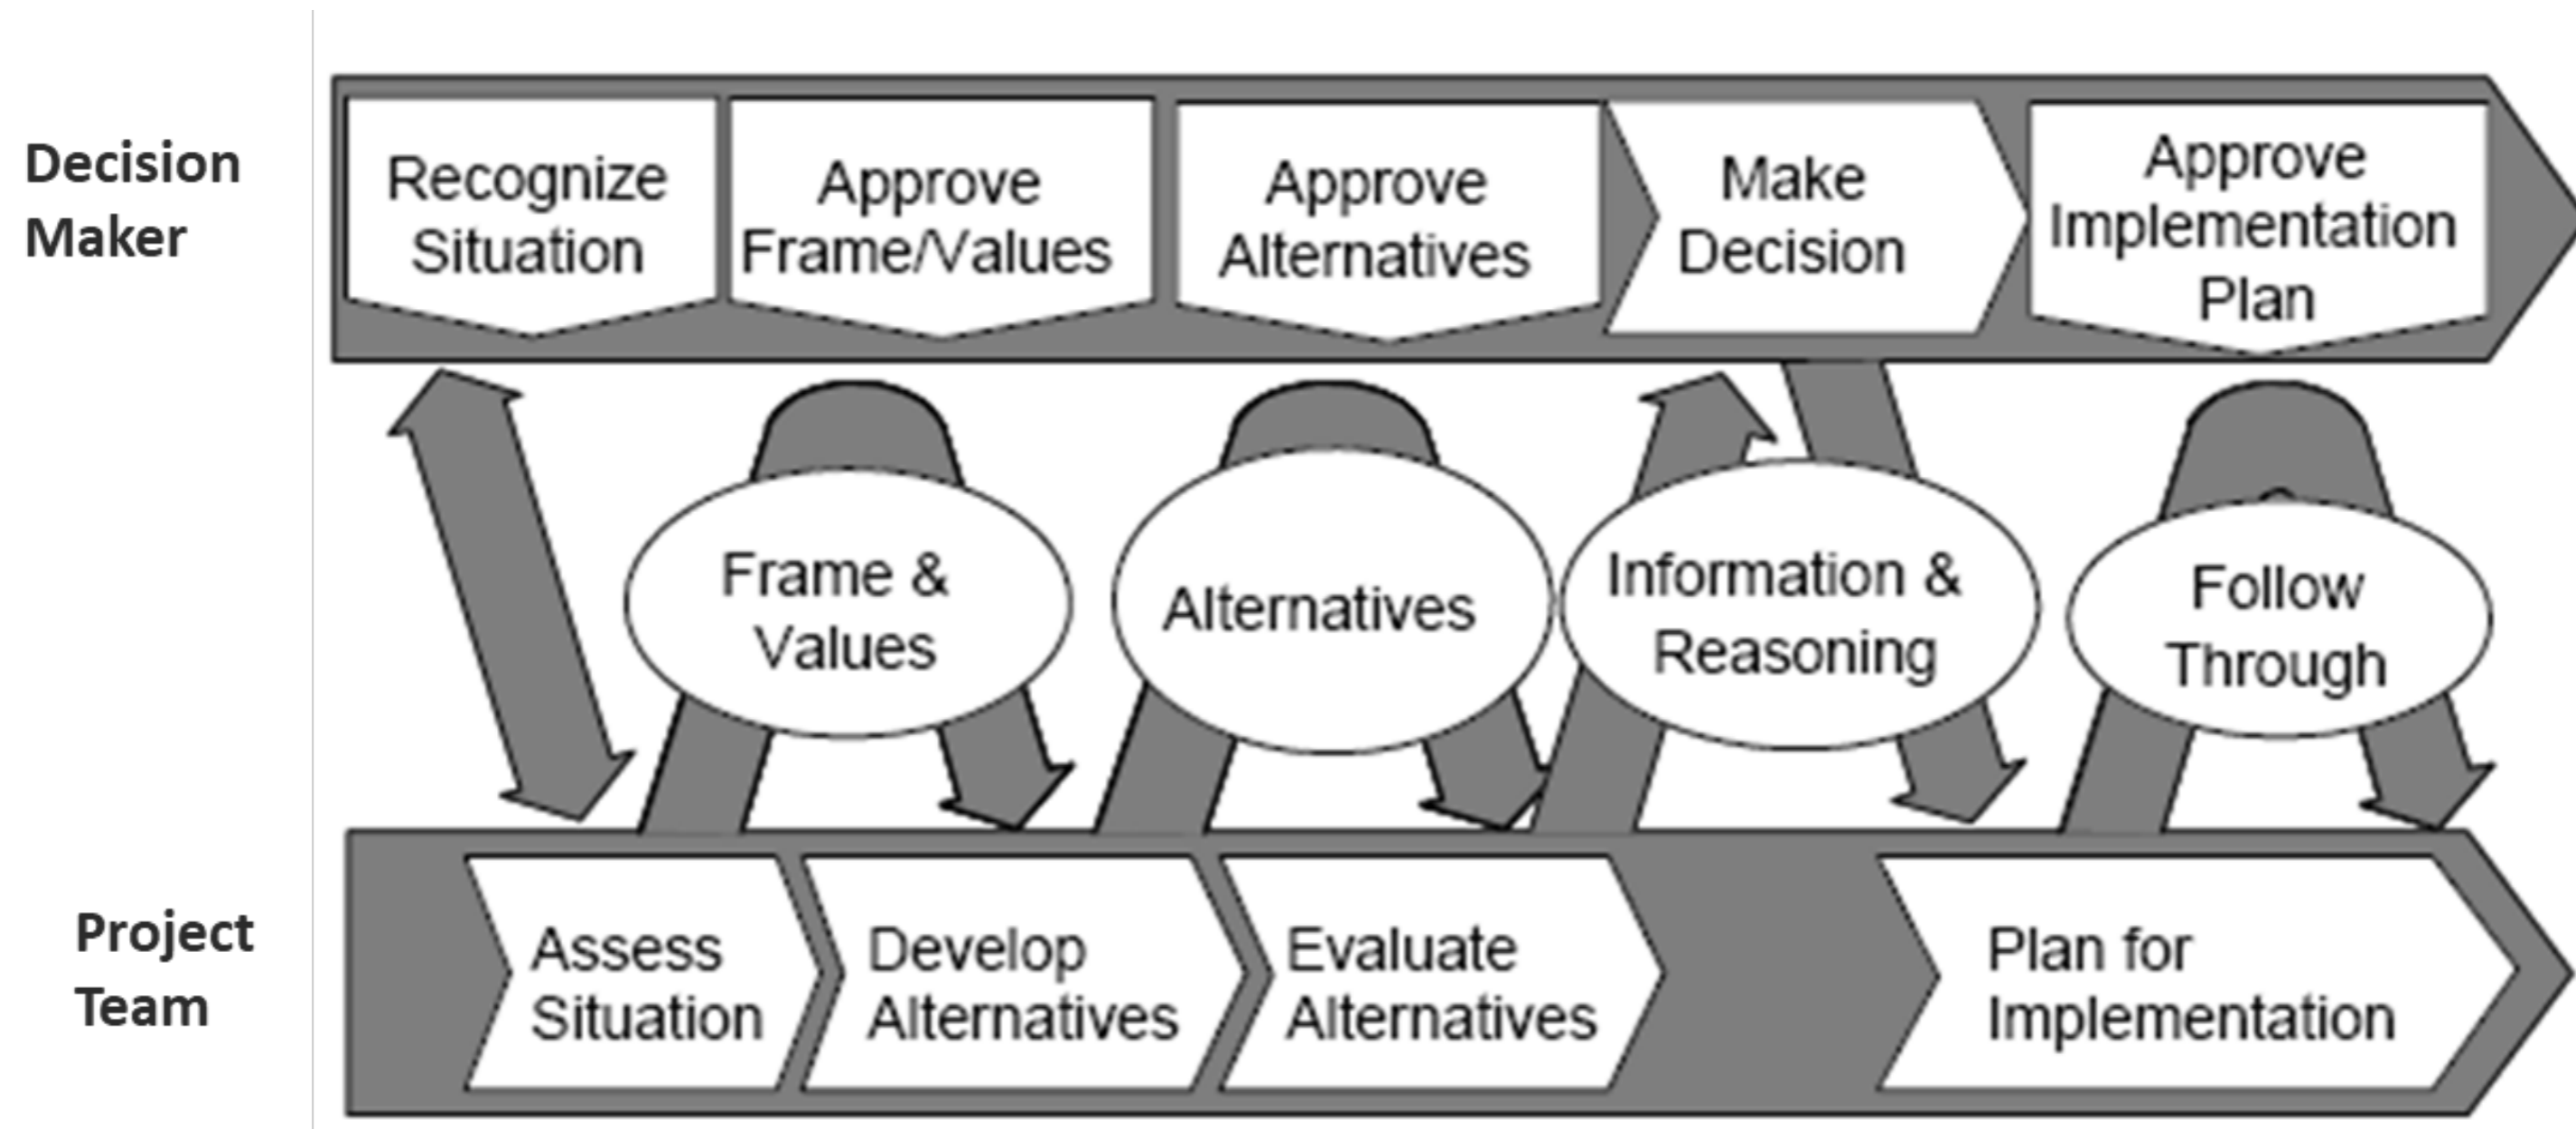 Decision
Maker
Recognize
Situation
Approve
Frame/Values
Approve
Alternatives
Make
Decision
Approve
Implementation
Plan
Frame &
Values
Alternatives
Information &
Reasoning
Follow
Through
Project
Team
Assess
Situation
Develop
Alternatives
Evaluate
Alternatives
Plan for
Implementation